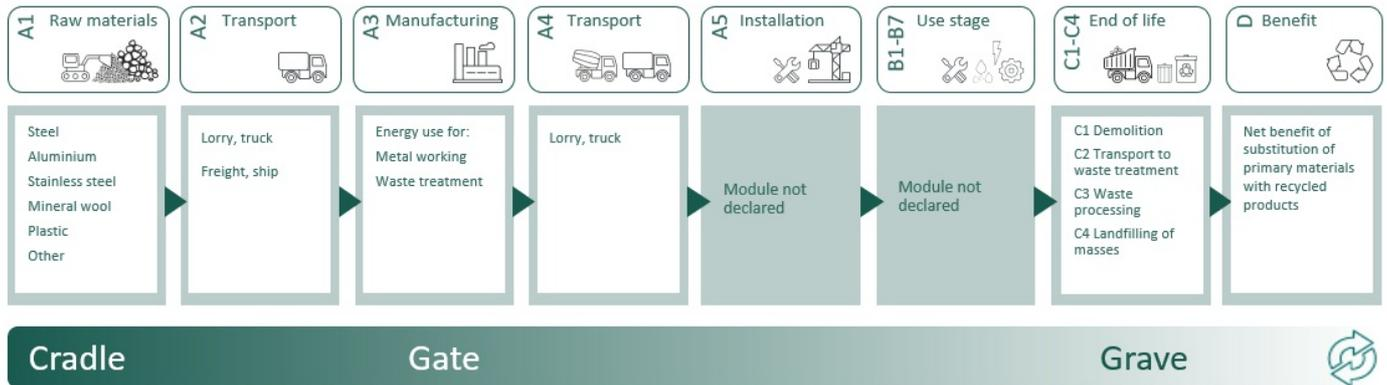 A1 Raw materials
A2 Transport
A3 Manufacturing
A4 Transport
A5 Installation
B1-B7 Use stage
C1-C4 End of life
D Benefit
Steel
Aluminium
Stainless steel
Mineral wool
Plastic
Other
Lorry, truck
Freight, ship
Energy use for:
Metal working
Waste treatment
Lorry, truck
Module not
declared
Module not
declared
C1 Demolition
C2 Transport to
waste treatment
C3 Waste
processing
C4 Landfilling of
masses
Net benefit of
substitution of
primary materials
with recycled
products
Cradle
Gate
Grave